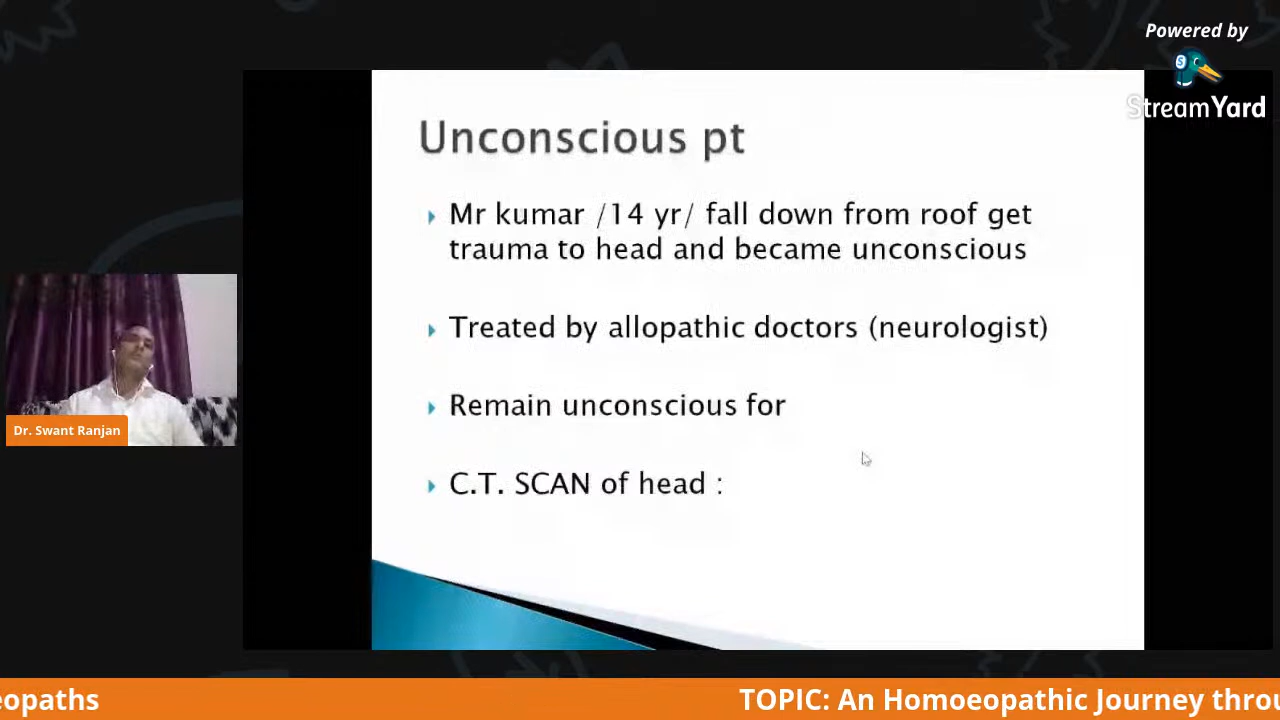 Powered by
StreamYard
Unconscious pt
Mr kumar /14 yr/ fall down from roof get
trauma to head and became unconscious
Treated by allopathic doctors (neurologist)
Remain unconscious for
C.T. SCAN of head :
Dr. Swant Ranjan
eopaths
TOPIC: An Homoeopathic Journey throu